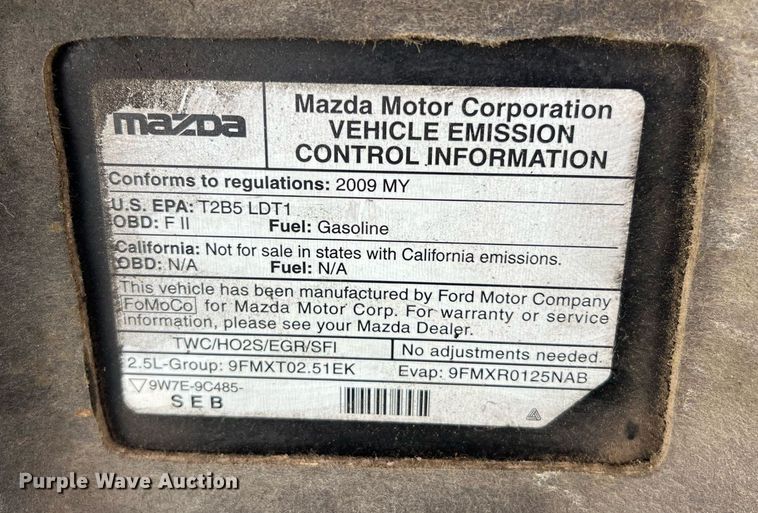 mazda
Mazda Motor Corporation
VEHICLE EMISSION
CONTROL INFORMATION
Conforms to regulations: 2009 MY
U.S. EPA: T2B5 LDT1
OBD: F II Fuel: Gasoline
California: Not for sale in states with California emissions.
OBD: N/A Fuel: N/A
This vehicle has been manufactured by Ford Motor Company
FoMoCo for Mazda Motor Corp. For warranty or service
information, please see your Mazda Dealer.
TWC/HO2S/EGR/SFI No adjustments needed.
2.5L-Group: 9FMXT02.51EK Evap: 9FMXR0125NAB
9W7E-9C485-
SEB
Purple Wave Auction